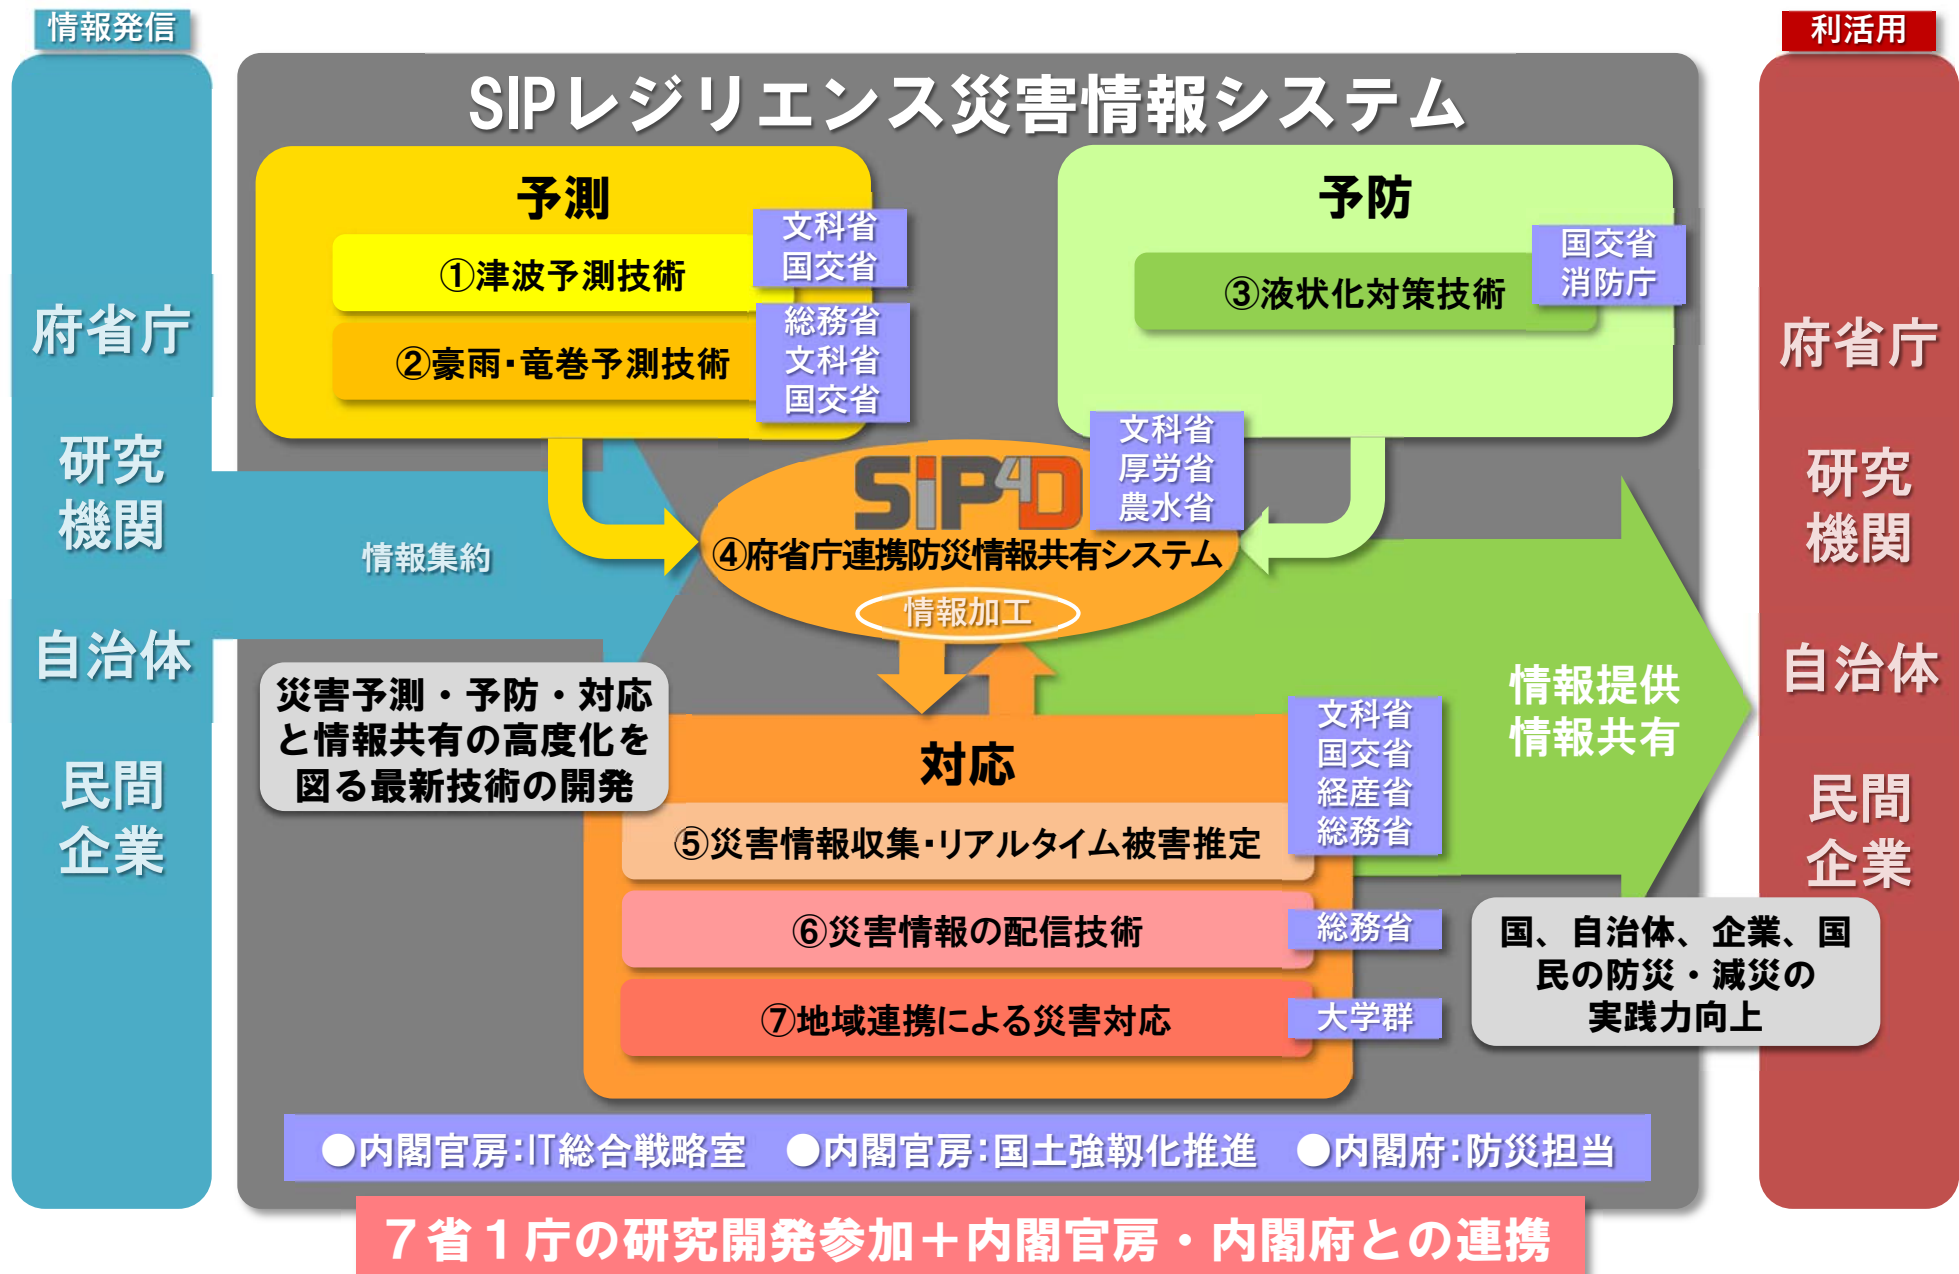 情報発信
利活用
SIPレジリエンス災害情報システム
府省庁
研究
機関
自治体
民間
企業
予測
①津波予測技術
文科省
国交省
②豪雨・竜巻予測技術
総務省
文科省
国交省
予防
③液状化対策技術
国交省
消防庁
情報集約
SiP4D
文科省
厚労省
農水省
④府省庁連携防災情報共有システム
情報加工
災害予測・予防・対応
と情報共有の高度化を
図る最新技術の開発
対応
⑤災害情報収集・リアルタイム被害推定
文科省
国交省
経産省
総務省
⑥災害情報の配信技術
総務省
⑦地域連携による災害対応
大学群
情報提供
情報共有
府省庁
研究
機関
自治体
民間
企業
国、自治体、企業、国
民の防災・減災の
実践力向上
●内閣官房:IT総合戦略室 ●内閣官房:国土強靱化推進 ●内閣府:防災担当
７省１庁の研究開発参加＋内閣官房・内閣府との連携